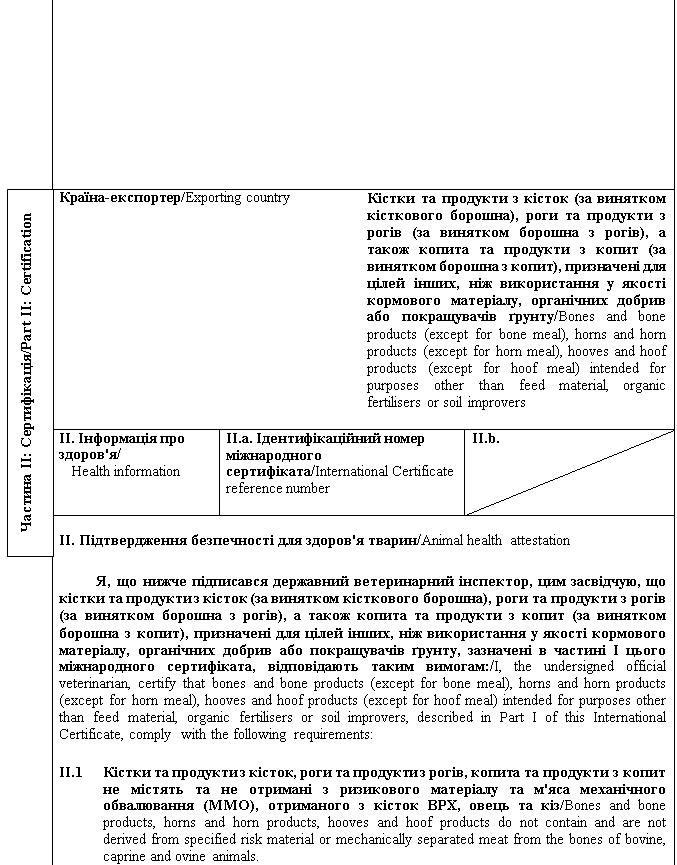 Частина II: Сертифікація/Part II: Certification
Країна-експортер/Exporting country
Кістки та продукти з кісток (за винятком
кісткового борошна), роги та продукти з
рогів (за винятком борошна з рогів), а
також копита та продукти з копит (за
винятком борошна з копит), призначені для
цілей інших, ніж використання у якості
кормового матеріалу, органічних добрив
або покращувачів ґрунту/Bones and bone
products (except for bone meal), horns and horn
products (except for horn meal), hooves and hoof
products (except for hoof meal) intended for
purposes other than feed material, organic
fertilisers or soil improvers
II. Інформація про
здоров'я/
Health information
II.a. Ідентифікаційний номер
міжнародного
сертифіката/International Certificate
reference number
II.b.
II. Підтвердження безпечності для здоров'я тварин/Animal health attestation
Я, що нижче підписався державний ветеринарний інспектор, цим засвідчую, що
кістки та продукти з кісток (за винятком кісткового борошна), роги та продукти з рогів
(за винятком борошна з рогів), а також копита та продукти з копит (за винятком
борошна з копит), призначені для цілей інших, ніж використання у якості кормового
матеріалу, органічних добрив або покращувачів ґрунту, зазначені в частині I цього
міжнародного сертифіката, відповідають таким вимогам:/I, the undersigned official
veterinarian, certify that bones and bone products (except for bone meal), horns and horn products
(except for horn meal), hooves and hoof products (except for hoof meal) intended for purposes other
than feed material, organic fertilisers or soil improvers, described in Part I of this International
Certificate, comply with the following requirements:
II.1 Кістки та продукти з кісток, роги та продукти з рогів, копита та продукти з копит
не містять та не отримані з ризикового матеріалу та м'яса механічного
обвалювання (ММО), отриманого з кісток ВРХ, овець та кіз/Bones and bone
products, horns and horn products, hooves and hoof products do not contain and are not
derived from specified risk material or mechanically separated meat from the bones of bovine,
caprine and ovine animals.